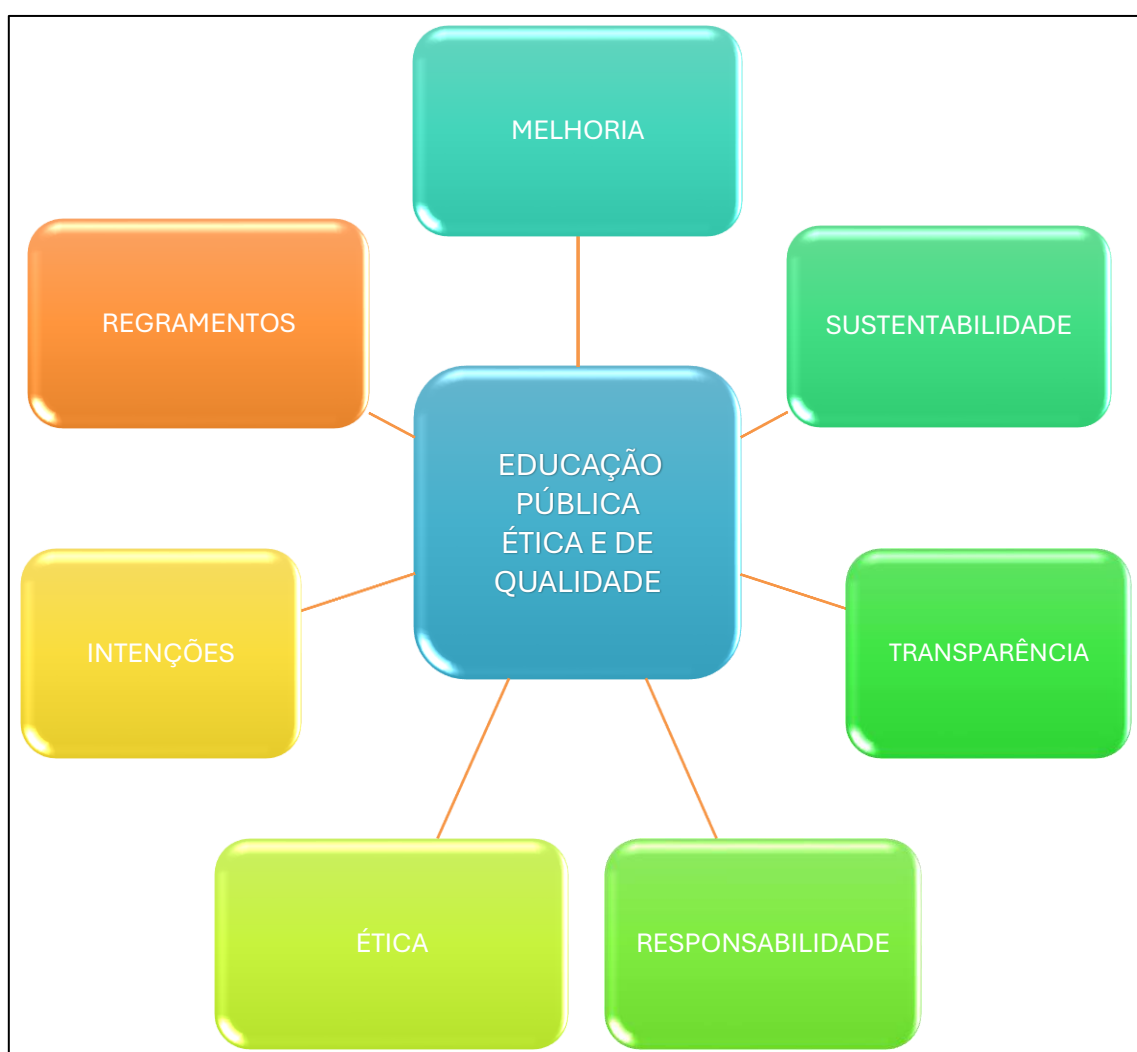 MELHORIA
REGRAMENTOS
SUSTENTABILIDADE
EDUCAÇÃO
PÚBLICA
ÉTICA E DE
QUALIDADE
INTENÇÕES
TRANSPARÊNCIA
ÉTICA
RESPONSABILIDADE